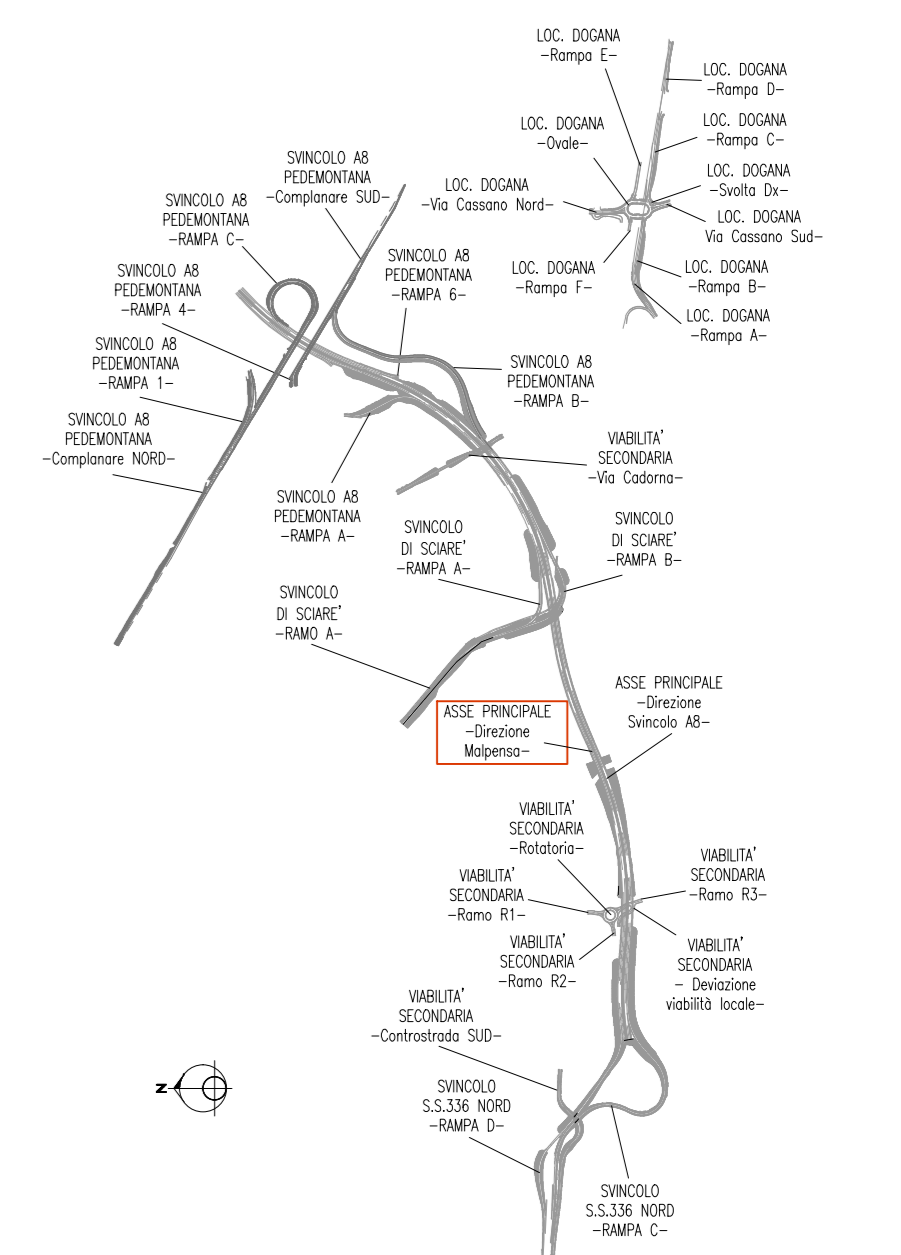 LOC. DOGANA
-Rampa E-
LOC. DOGANA
-Rampa D-
LOC. DOGANA
-Ovale-
LOC. DOGANA
-Rampa C-
LOC. DOGANA
-Svolta Dx-
LOC. DOGANA
-Via Cassano Nord-
LOC. DOGANA
Via Cassano Sud-
LOC. DOGANA
-Rampa F-
LOC. DOGANA
-Rampa B-
LOC. DOGANA
-Rampa A-
SVINCOLO A8
PEDEMONTANA
-Complanare SUD-
SVINCOLO A8
PEDEMONTANA
-RAMPA C-
SVINCOLO A8
PEDEMONTANA
-RAMPA 6-
SVINCOLO A8
PEDEMONTANA
-RAMPA 4-
SVINCOLO A8
PEDEMONTANA
-RAMPA 1-
SVINCOLO A8
PEDEMONTANA
-RAMPA B-
SVINCOLO A8
PEDEMONTANA
-Complanare NORD-
VIABILITA'
SECONDARIA
-Via Cadorna-
SVINCOLO A8
PEDEMONTANA
-RAMPA A-
SVINCOLO
DI SCIARE'
-RAMPA A-
SVINCOLO
DI SCIARE'
-RAMPA B-
SVINCOLO
DI SCIARE'
-RAMO A-
ASSE PRINCIPALE
-Direzione
Svincolo A8-
ASSE PRINCIPALE
-Direzione
Malpensa-
VIABILITA'
SECONDARIA
-Rotatoria-
VIABILITA'
SECONDARIA
-Ramo R3-
VIABILITA'
SECONDARIA
-Ramo R1-
VIABILITA'
SECONDARIA
-Ramo R2-
VIABILITA'
SECONDARIA
- Deviazione
viabilità locale-
VIABILITA'
SECONDARIA
-Controstrada SUD-
N
SVINCOLO
S.S.336 NORD
-RAMPA D-
SVINCOLO
S.S.336 NORD
-RAMPA C-